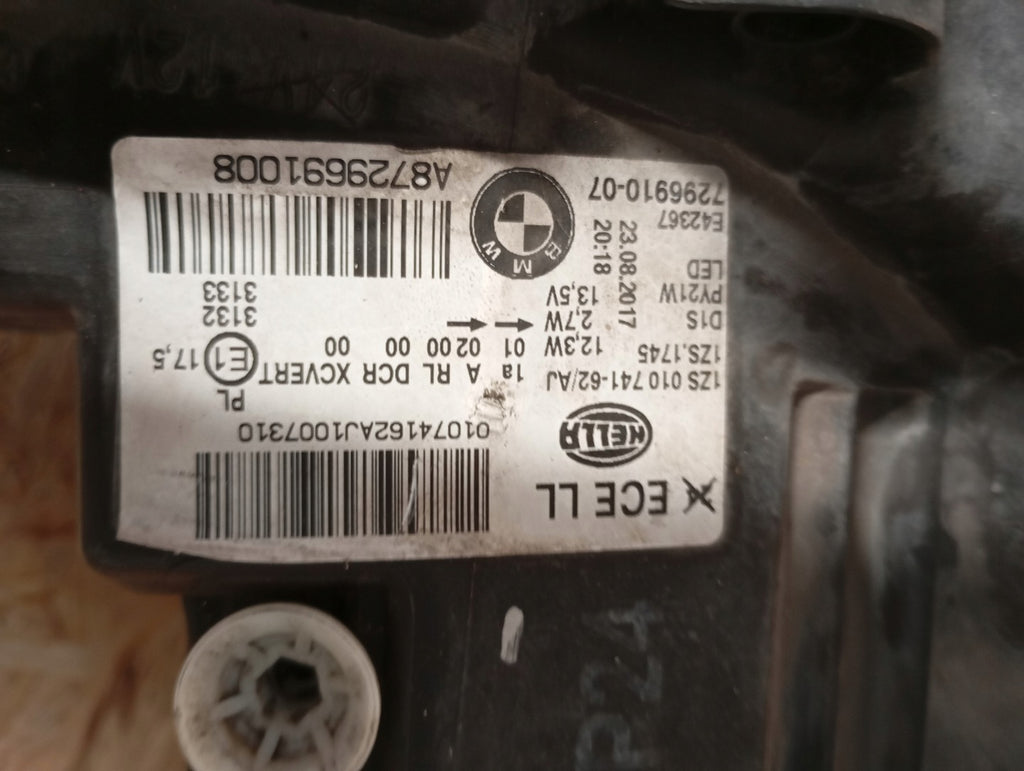 ECE LL
HELLA
01074162AJ1007310
PL
1ZS 010 741-62/AJ
1a A RL DCR XCVERT
E1
17,5
1ZS.1745
12,3W 01 02 00 00 00
D1S
2,7W
3132
PY21W
13,5V
3133
LED
23.08.2017
20:18
BMW
E42367
7296910-07
A8729691008